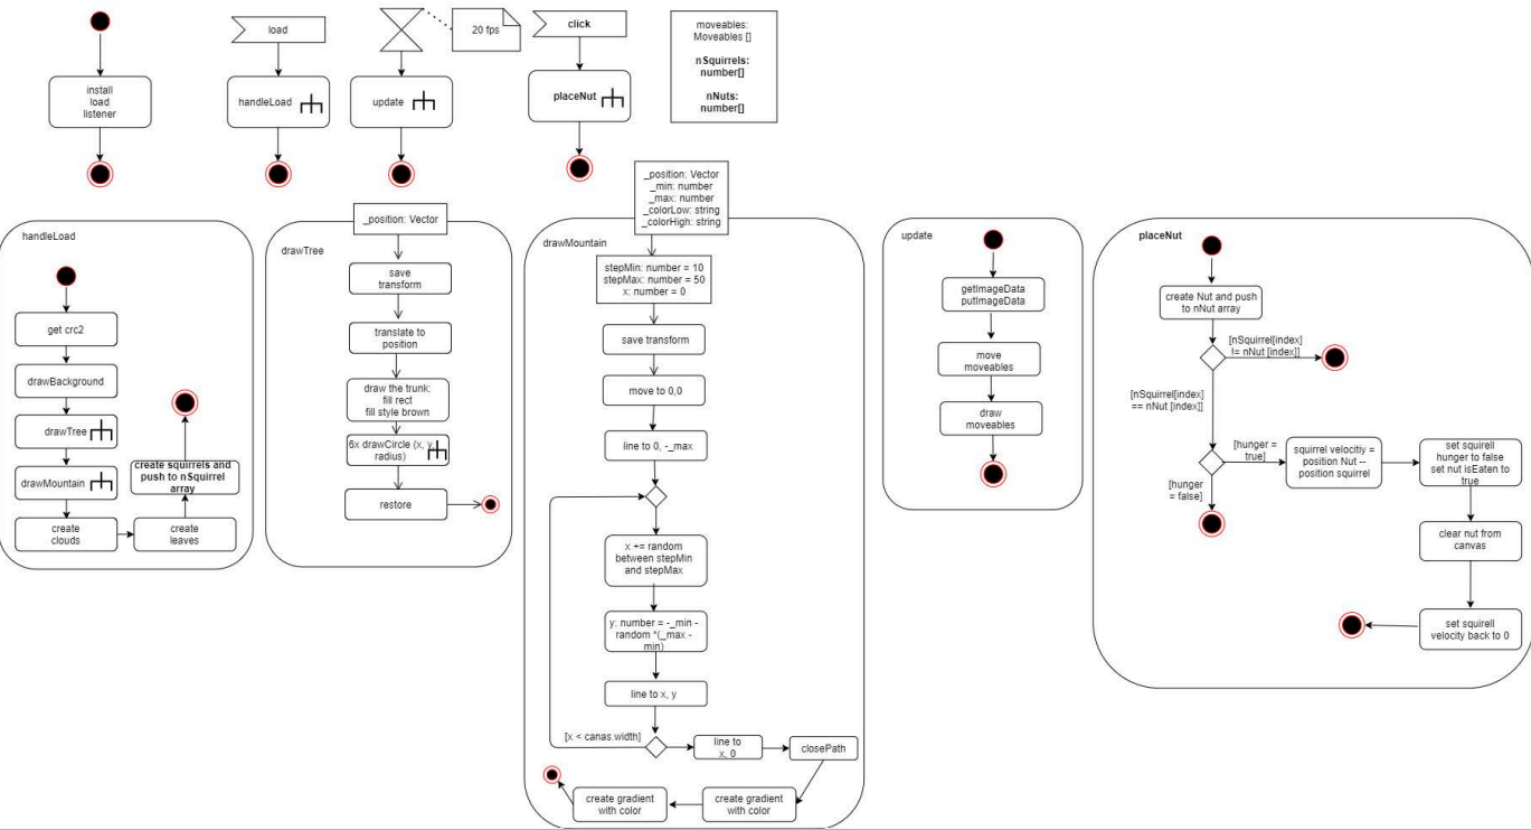 install
load
listener
load
handleLoad
update
20 fps
click
placeNut
moveables:
Moveables []
nSquirrels:
number[]
nNuts:
number[]
handleLoad
get crc2
drawBackground
drawTree
drawMountain
create
clouds
create
leaves
create squirrels and
push to nSquirrel
array
drawTree
_position: Vector
save
transform
translate to
position
draw the trunk:
fill rect
fill style brown
6x drawCircle (x, y,
radius)
restore
drawMountain
_position: Vector
_min: number
_max: number
_colorLow: string
_colorHigh: string
stepMin: number = 10
stepMax: number = 50
x: number = 0
save transform
move to 0,0
line to 0, -_max
x += random
between stepMin
and stepMax
y: number = -_min -
random *(_max -
min)
line to x, y
[x < canas.width]
line to
x, 0
closePath
create gradient
with color
create gradient
with color
update
getImageData
putImageData
move
moveables
draw
moveables
placeNut
create Nut and push
to nNut array
[nSquirrel[index]
!= nNut [index]]
[nSquirrel[index]
== nNut [index]]
[hunger =
true]
[hunger
= false]
squirrel velocitiy =
position Nut --
position squirrel
set squirell
hunger to false
set nut isEaten to
true
clear nut from
canvas
set squirell
velocity back to 0